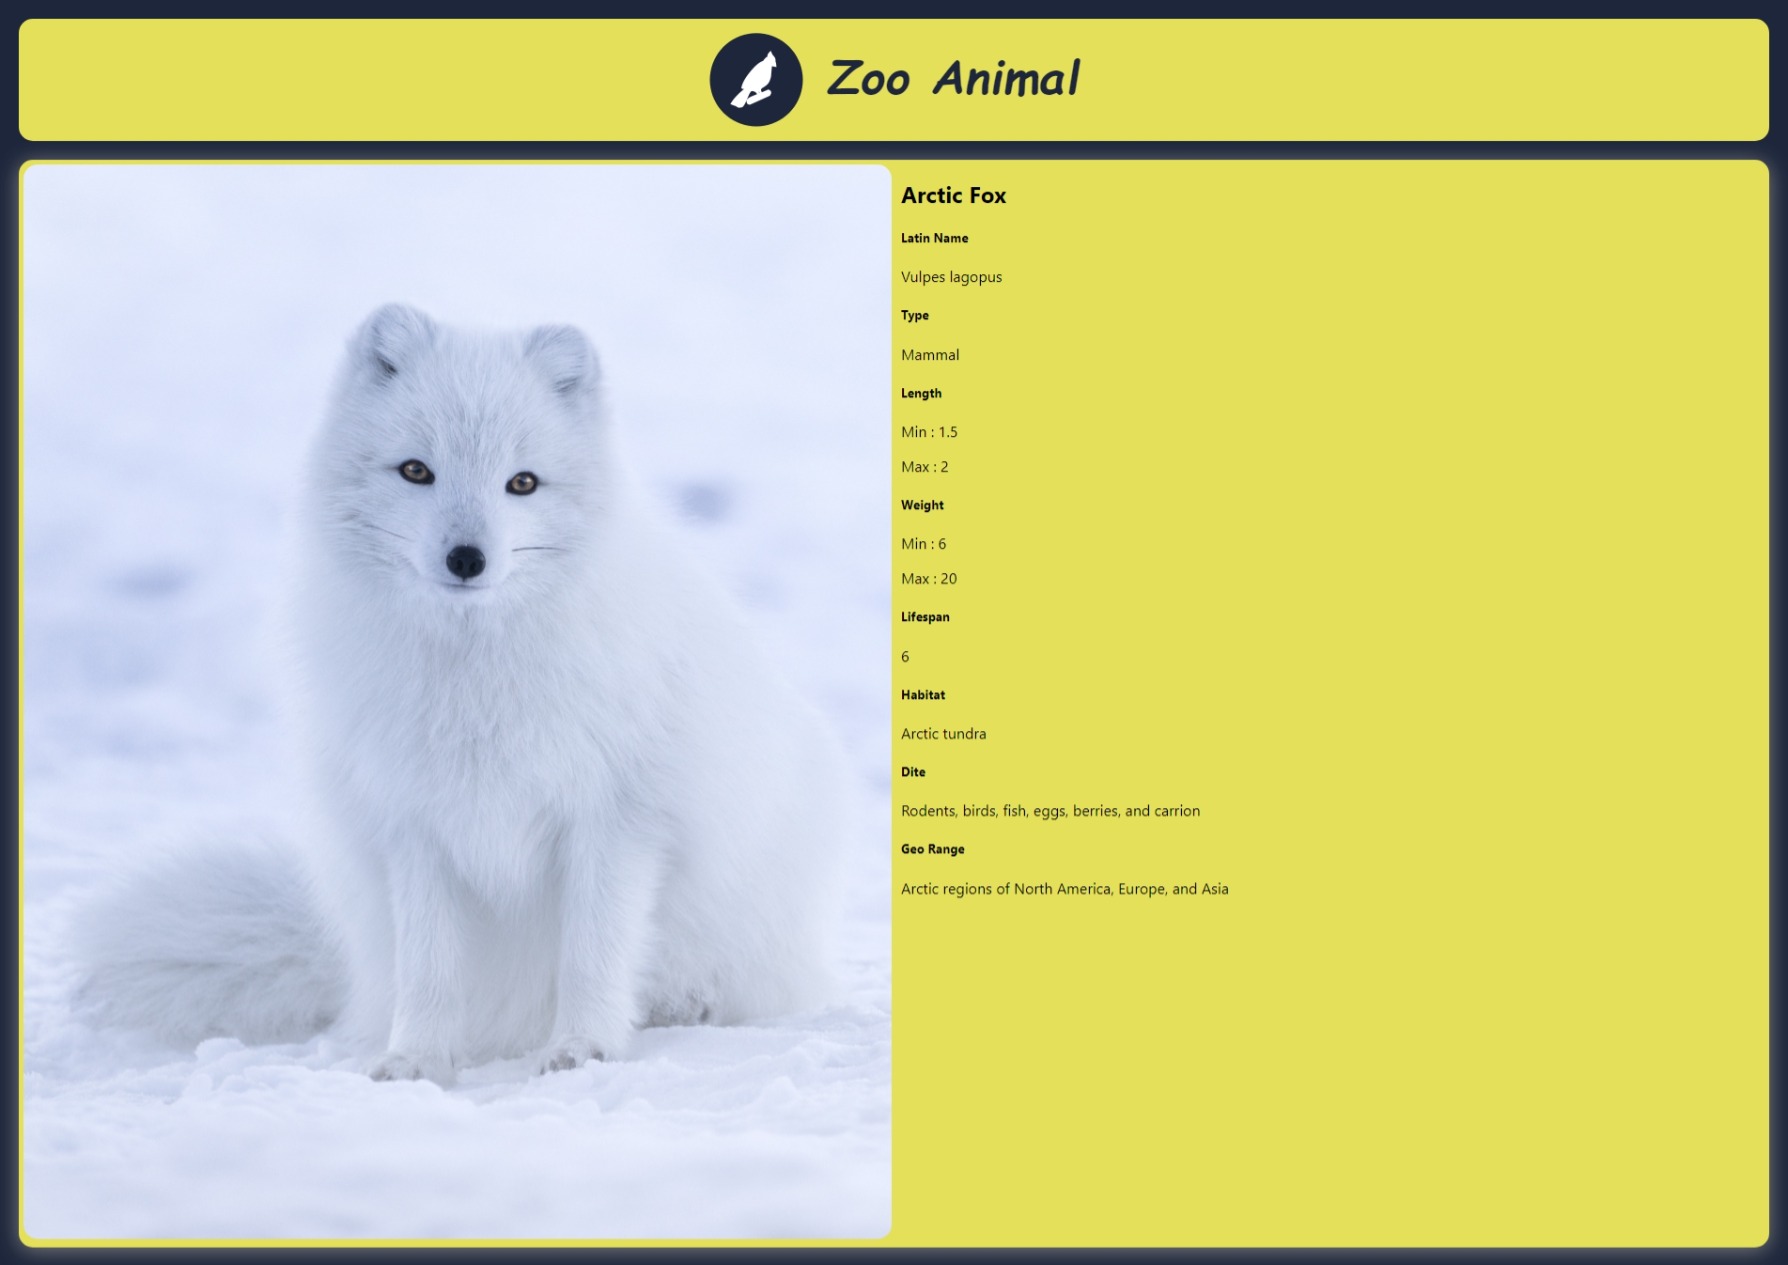 Zoo Animal
Arctic Fox
Latin Name
Vulpes lagopus
Type
Mammal
Length
Min : 1.5
Max : 2
Weight
Min : 6
Max : 20
Lifespan
6
Habitat
Arctic tundra
Dite
Rodents, birds, fish, eggs, berries, and carrion
Geo Range
Arctic regions of North America, Europe, and Asia